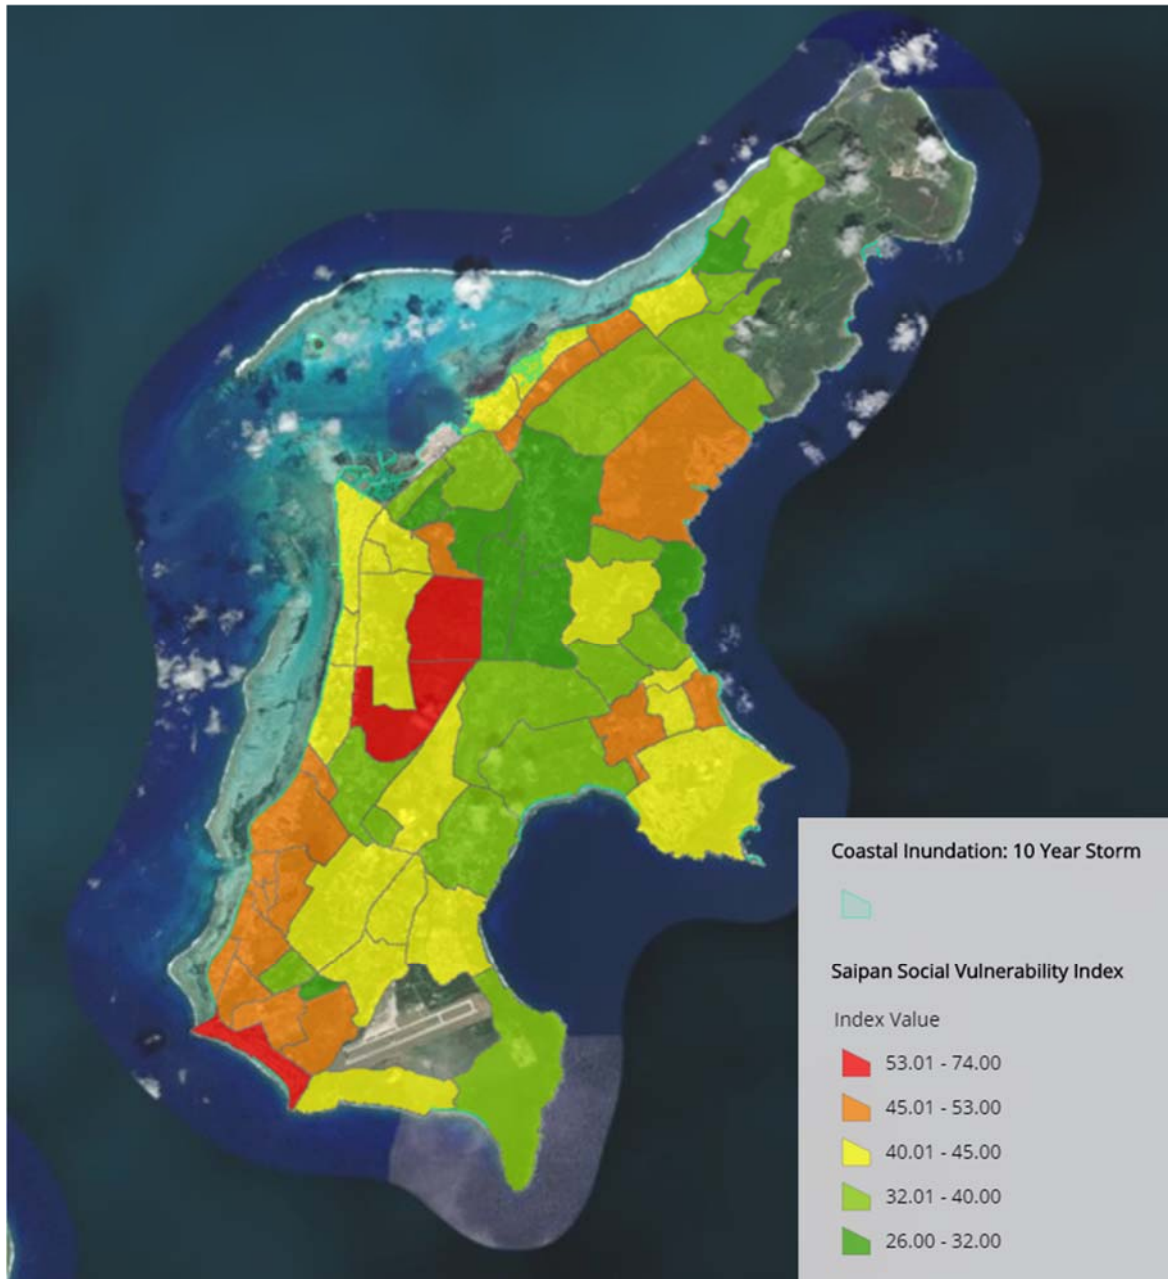 Coastal Inundation: 10 Year Storm
Saipan Social Vulnerability Index
Index Value
53.01 - 74.00
45.01 - 53.00
40.01 - 45.00
32.01 - 40.00
26.00 - 32.00